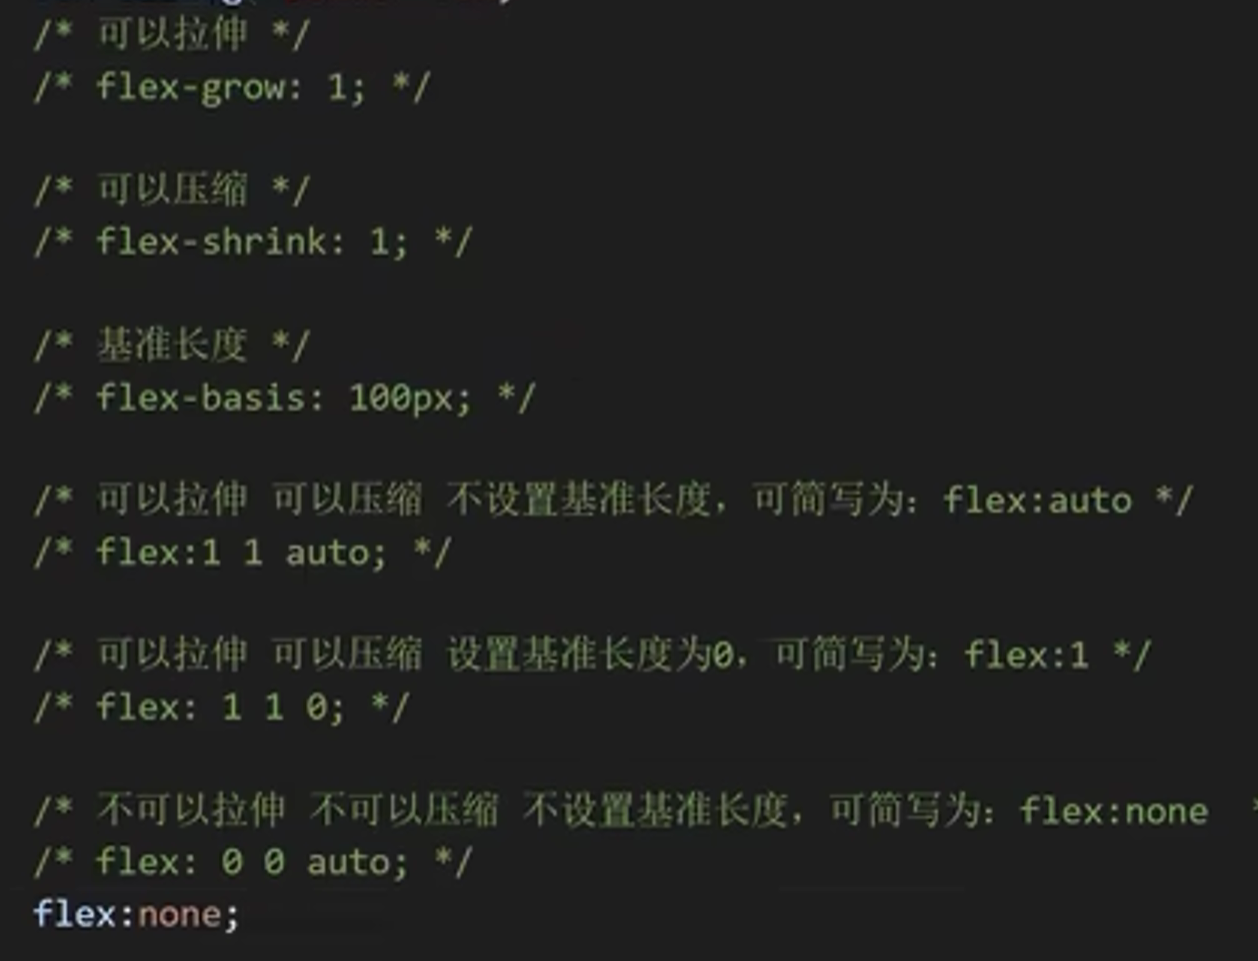 /* 可以拉伸 */
/* flex-grow: 1; */
/* 可以压缩 */
/* flex-shrink: 1; */
/* 基准长度 */
/* flex-basis: 100px; */
/* 可以拉伸 可以压缩 不设置基准长度，可简写为：flex:auto */
/* flex:1 1 auto; */
/* 可以拉伸 可以压缩 设置基准长度为0，可简写为：flex:1 */
/* flex: 1 1 0; */
/* 不可以拉伸 不可以压缩 不设置基准长度，可简写为：flex:none *
/* flex: 0 0 auto; */
flex:none;